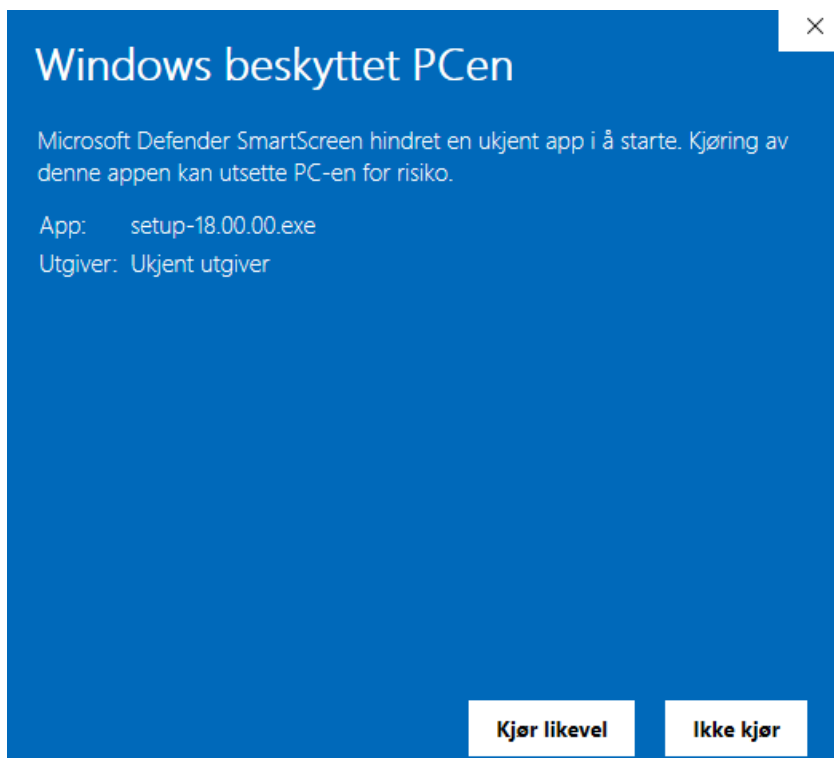 Windows beskyttet PCen
Microsoft Defender SmartScreen hindret en ukjent app i å starte. Kjøring av
denne appen kan utsette PC-en for risiko.
App: setup-18.00.00.exe
Utgiver: Ukjent utgiver
Kjør likevel Ikke kjør